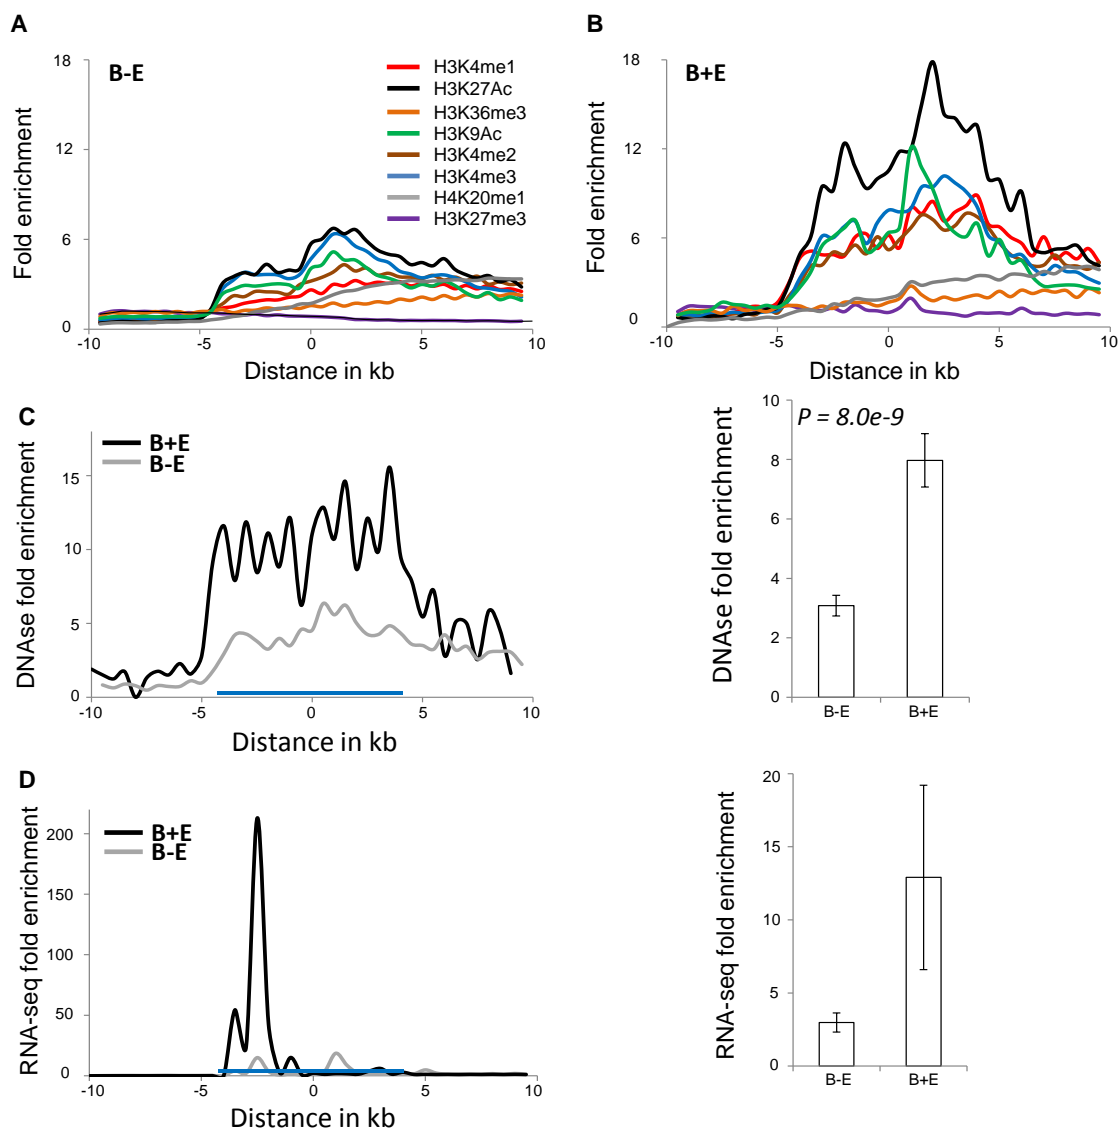 A
B-E
Fold enrichment
18
12
6
0
-10
-5
0
5
10
Distance in kb
H3K4me1
H3K27Ac
H3K36me3
H3K9Ac
H3K4me2
H3K4me3
H4K20me1
H3K27me3
B
B+E
Fold enrichment
18
12
6
0
-10
-5
0
5
10
Distance in kb
C
B+E
B-E
DNAse fold enrichment
15
10
5
0
-10
-5
0
5
10
Distance in kb
P = 8.0e-9
DNAse fold enrichment
10
8
6
4
2
0
B-E
B+E
D
B+E
B-E
RNA-seq fold enrichment
200
150
100
50
0
-10
-5
0
5
10
Distance in kb
RNA-seq fold enrichment
20
15
10
5
0
B-E
B+E